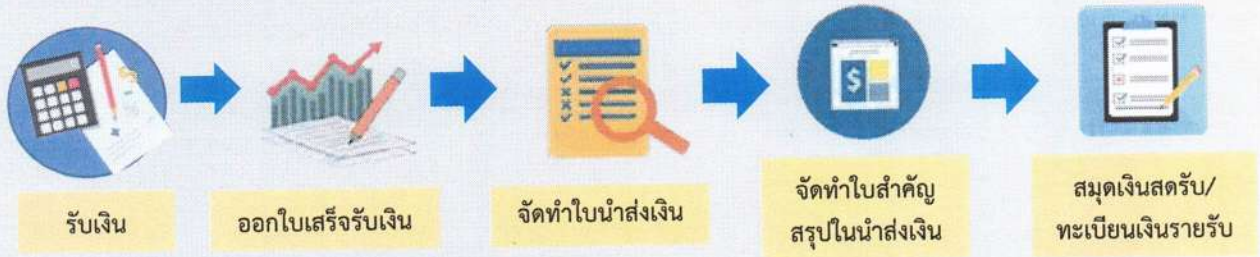 รับเงิน
ออกใบเสร็จรับเงิน
จัดทำใบนำส่งเงิน
จัดทำใบสำคัญ
สรุปในนำส่งเงิน
สมุดเงินสดรับ/
ทะเบียนเงินรายรับ